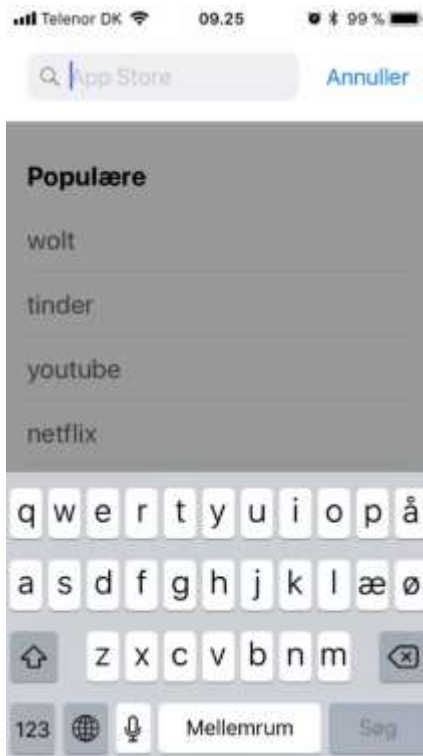 Telenor DK 09.25 99 %
App Store Annuller
Populære
wolt
tinder
youtube
netflix
q w e r t y u i o p å
a s d f g h j k l æ ø
z x c v b n m
123 Mellemrum Søg